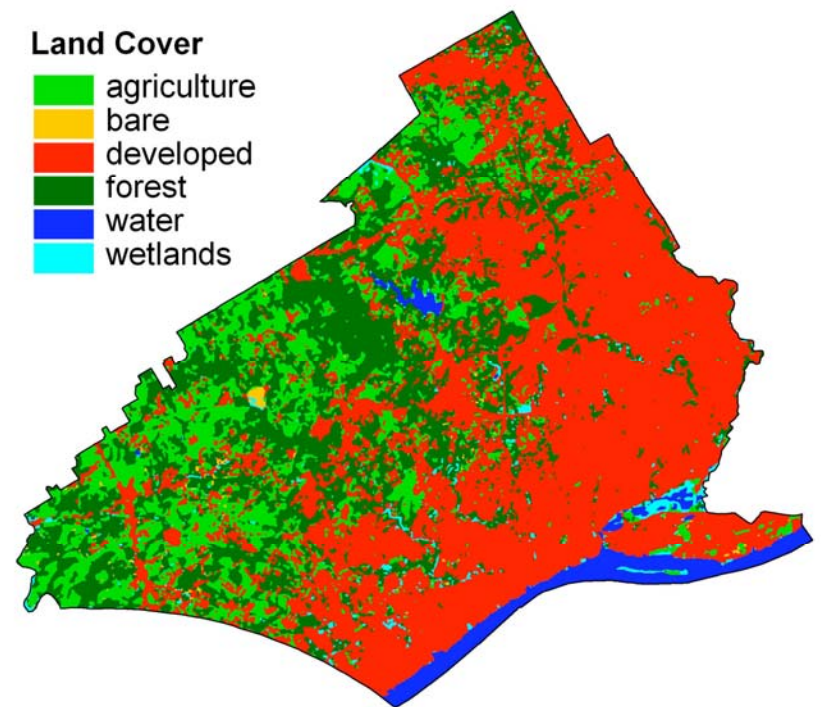 Land Cover
agriculture
bare
developed
forest
water
wetlands